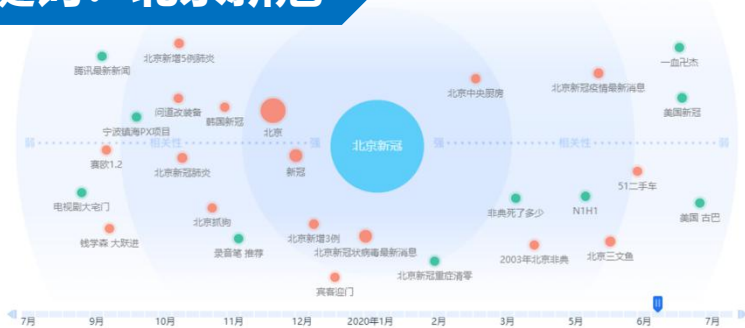 腾讯最新新闻
北京新增5例肺炎
问道改装备
宁波镇海PX项目
韩国新冠
北京
弱
相关性
强
赛欧1.2
北京新冠肺炎
新冠
电视剧大宅门
北京抓狗
钱学森 大跃进
录音笔 推荐
北京新增3例
北京新冠状病毒最新消息
宾客迎门
北京新冠
一血卍杰
北京中央厨房
北京新冠疫情最新消息
美国新冠
强
相关性
弱
51二手车
非典死了多少
N1H1
美国 古巴
2003年北京非典
北京三文鱼
北京新冠重症清零
7月
9月
10月
11月
12月
2020年1月
2月
3月
5月
6月
7月